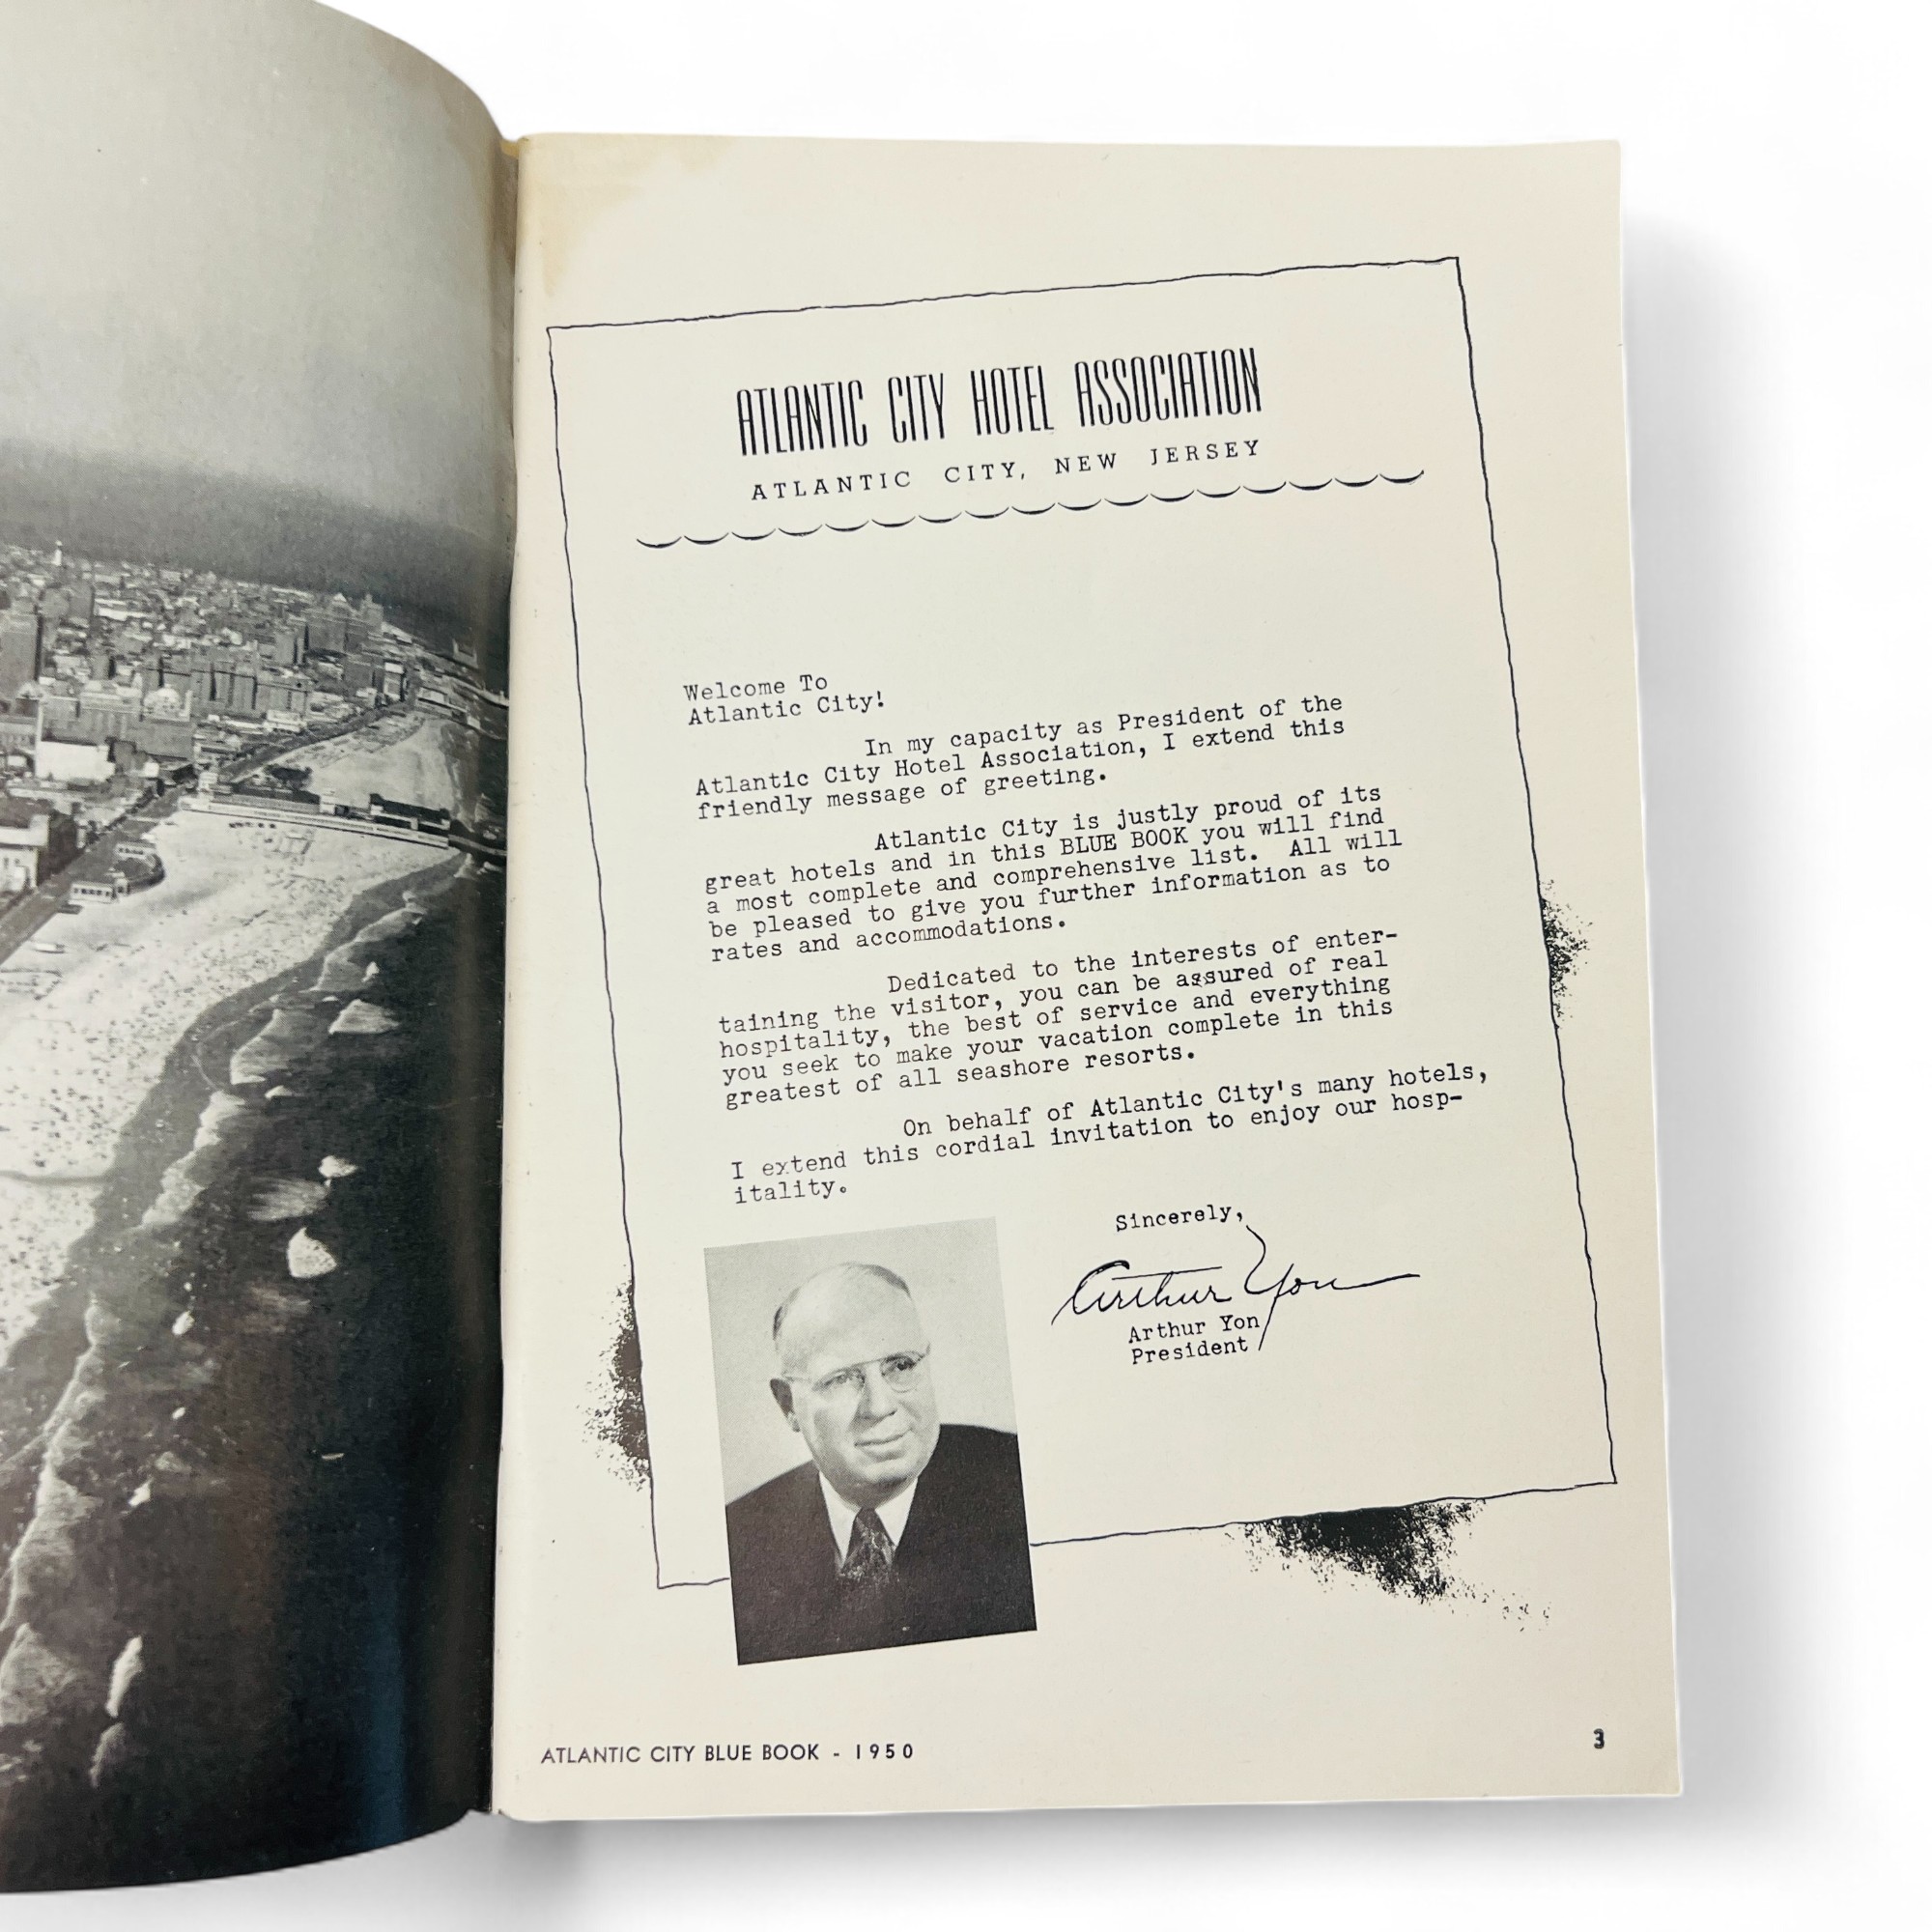 ATLANTIC CITY HOTEL ASSOCIATION
ATLANTIC CITY, NEW JERSEY
Welcome To
Atlantic City!
In my capacity as President of the
Atlantic City Hotel Association, I extend this
friendly message of greeting.
Atlantic City is justly proud of its
great hotels and in this BLUE BOOK you will find
a most complete and comprehensive list. All will
be pleased to give you further information as to
rates and accommodations.
Dedicated to the interests of enter-
taining the visitor, you can be assured of real
hospitality, the best of service and everything
you seek to make your vacation complete in this
greatest of all seashore resorts.
On behalf of Atlantic City's many hotels,
I extend this cordial invitation to enjoy our hosp-
itality.
Sincerely,
Arthur Yon
Arthur Yon
President
ATLANTIC CITY BLUE BOOK - 1950
3